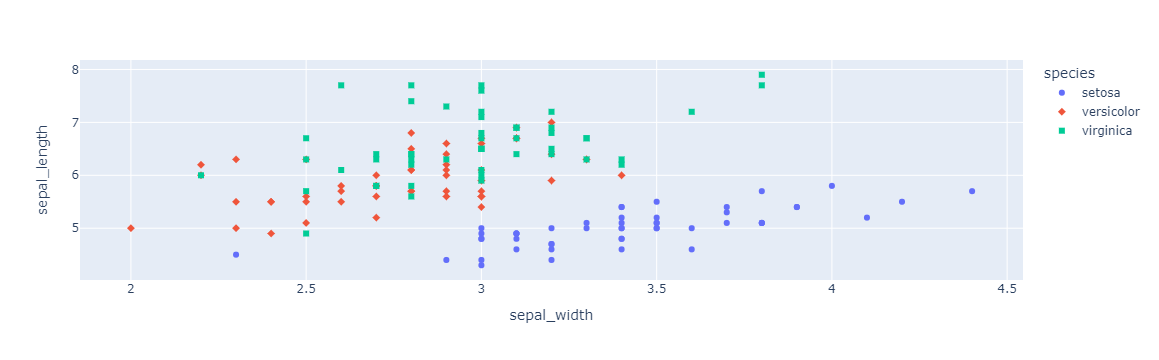 sepal_length
8
7
6
5
2
2.5
3
3.5
4
4.5
sepal_width
species
setosa
versicolor
virginica